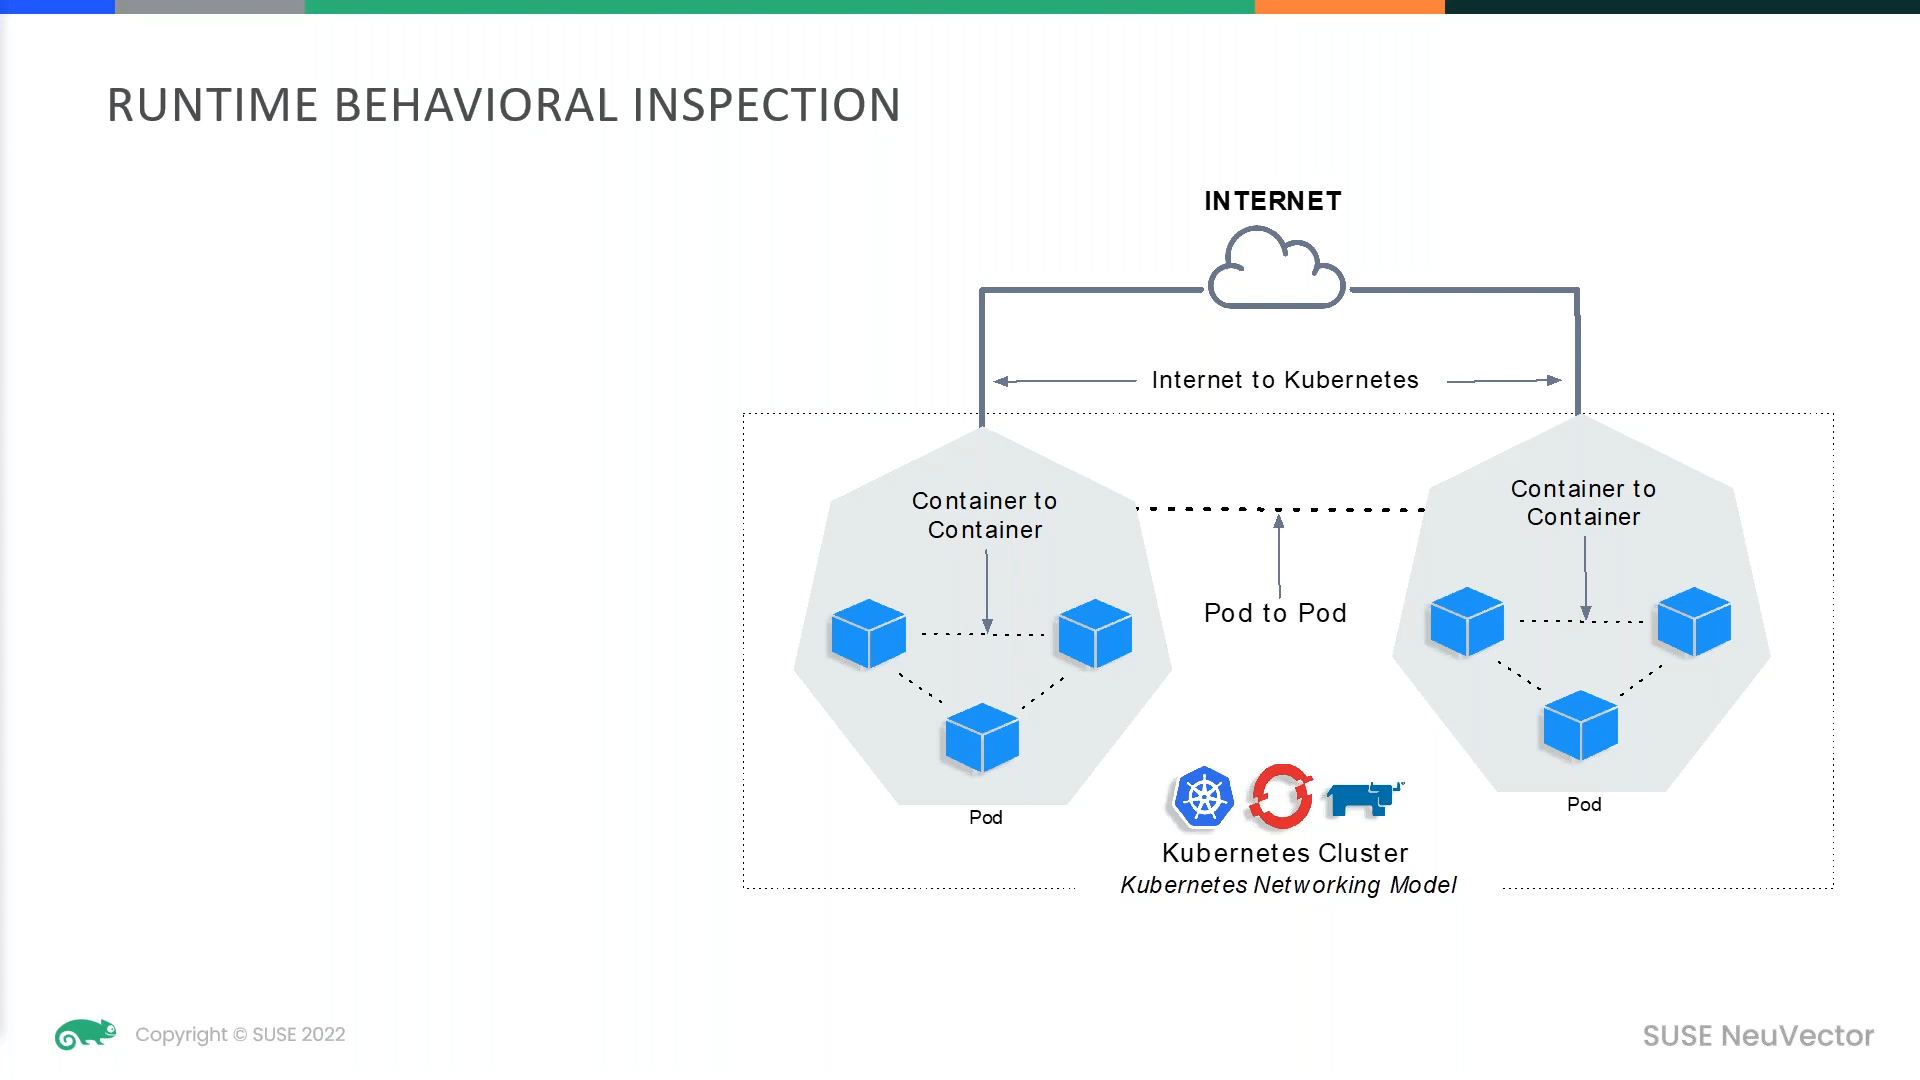 RUNTIME BEHAVIORAL INSPECTION
INTERNET
Internet to Kubernetes
Container to
Container
Container to
Container
Pod to Pod
Pod
Pod
Kubernetes Cluster
Kubernetes Networking Model
Copyright © SUSE 2022
SUSE NeuVector